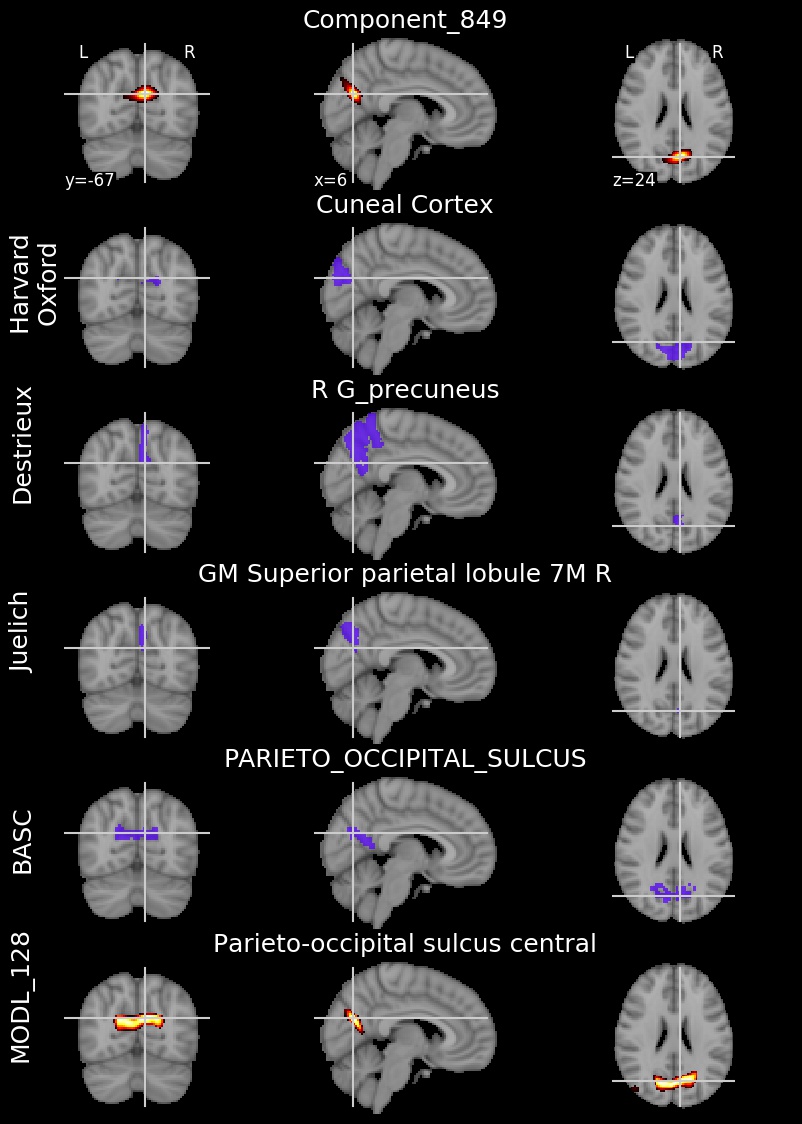 Component_849
L R
L R
y=-67
x=6
z=24
Cuneal Cortex
Harvard
Oxford
R G_precuneus
Destrieux
GM Superior parietal lobule 7M R
Juelich
PARIETO_OCCIPITAL_SULCUS
BASC
Parieto-occipital sulcus central
MODL_128